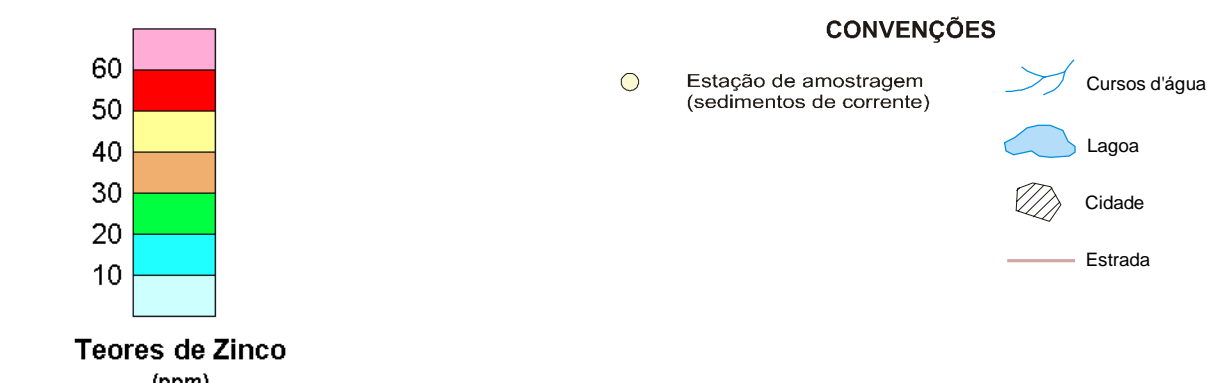 60
50
40
30
20
10
Teores de Zinco
(ppm)
CONVENÇÕES
Estação de amostragem
(sedimentos de corrente)
Cursos d'água
Lagoa
Cidade
Estrada